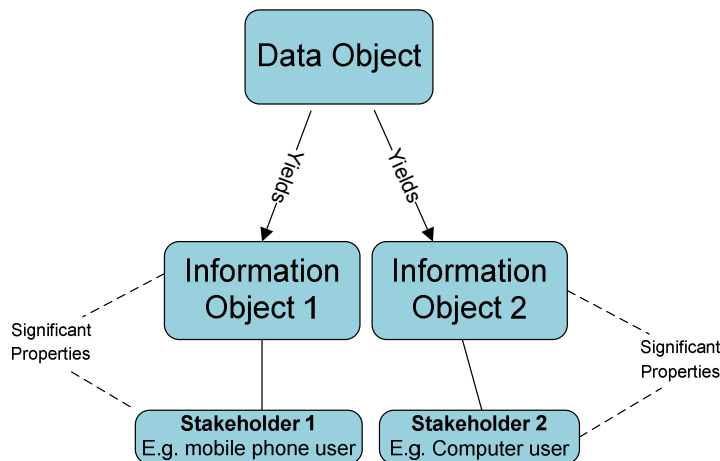 Data Object
Yields
Yields
Information
Object 1
Information
Object 2
Significant
Properties
Significant
Properties
Stakeholder 1
E.g. mobile phone user
Stakeholder 2
E.g. Computer user